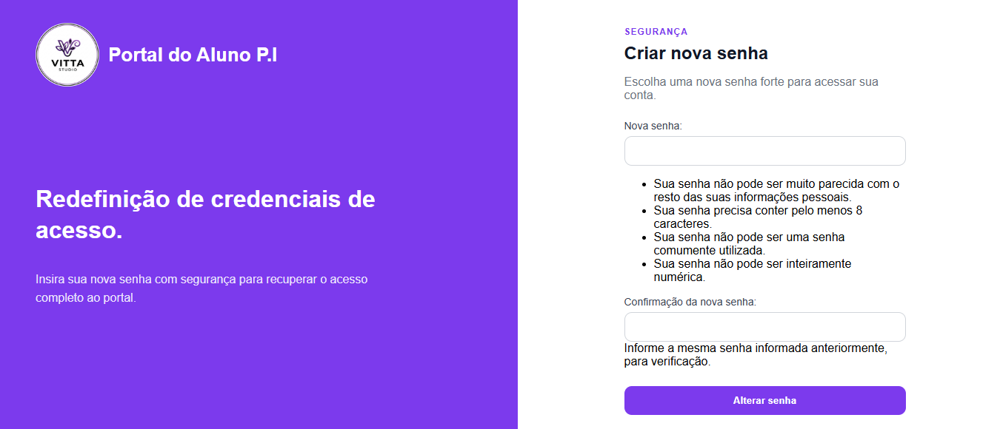 VITTA
STUDIO
Portal do Aluno P.I
Redefinição de credenciais de
acesso.
Insira sua nova senha com segurança para recuperar o acesso
completo ao portal.
SEGURANÇA
Criar nova senha
Escolha uma nova senha forte para acessar sua
conta.
Nova senha:
• Sua senha não pode ser muito parecida com o
resto das suas informações pessoais.
• Sua senha precisa conter pelo menos 8
caracteres.
• Sua senha não pode ser uma senha
comumente utilizada.
• Sua senha não pode ser inteiramente
numérica.
Confirmação da nova senha:
Informe a mesma senha informada anteriormente,
para verificação.
Alterar senha